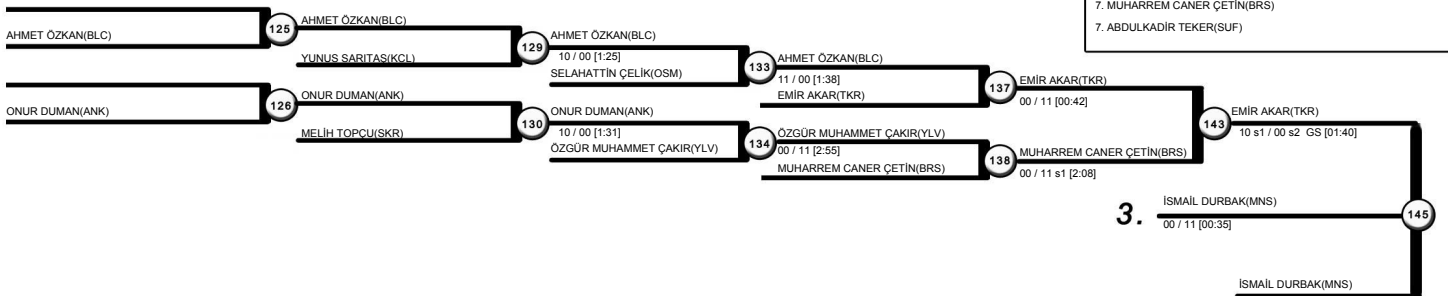 7. MUHARREM CANER ÇETİN(BRS)
7. ABDULKADİR TEKER(SUF)
AHMET ÖZKAN(BLC)
125
AHMET ÖZKAN(BLC)
YUNUS SARITAS(KCL)
129
AHMET ÖZKAN(BLC)
10 / 00 [1:25]
SELAHATTİN ÇELİK(OSM)
133
AHMET ÖZKAN(BLC)
11 / 00 [1:38]
EMİR AKAR(TKR)
137
EMİR AKAR(TKR)
00 / 11 [00:42]
ONUR DUMAN(ANK)
126
ONUR DUMAN(ANK)
MELİH TOPÇU(SKR)
130
ONUR DUMAN(ANK)
10 / 00 [1:31]
ÖZGÜR MUHAMMET ÇAKIR(YLV)
134
ÖZGÜR MUHAMMET ÇAKIR(YLV)
00 / 11 [2:55]
MUHARREM CANER ÇETİN(BRS)
138
MUHARREM CANER ÇETİN(BRS)
00 / 11 s1 [2:08]
143
EMİR AKAR(TKR)
10 s1 / 00 s2 GS [01:40]
3.
İSMAİL DURBAK(MNS)
00 / 11 [00:35]
145
İSMAİL DURBAK(MNS)